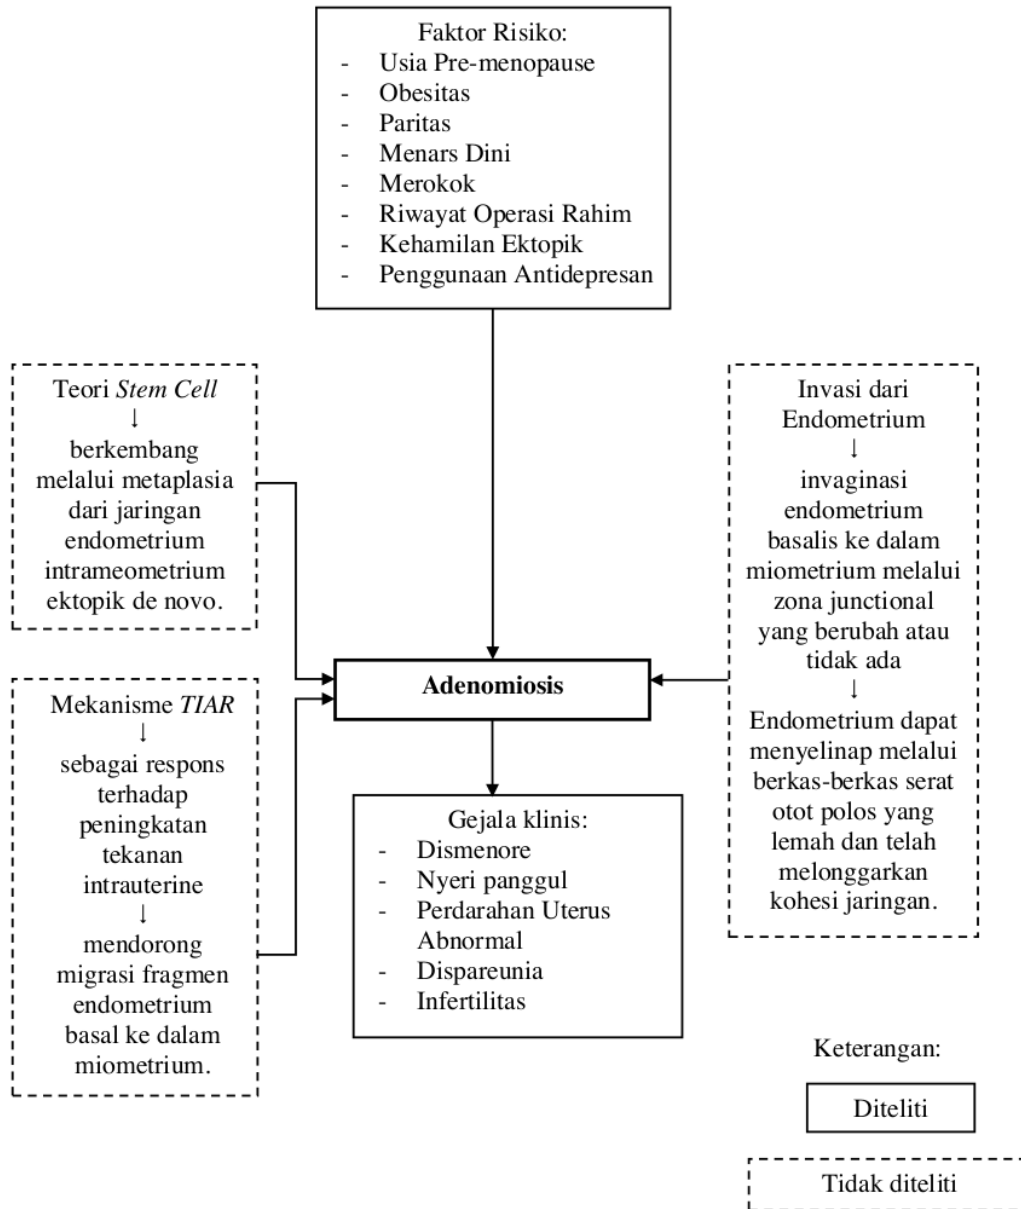 Faktor Risiko:
- Usia Pre-menopause
- Obesitas
- Paritas
- Menars Dini
- Merokok
- Riwayat Operasi Rahim
- Kehamilan Ektopik
- Penggunaan Antidepresan
Teori Stem Cell
↓
berkembang
melalui metaplasia
dari jaringan
endometrium
intrameometrium
ektopik de novo.
Mekanisme TIAR
↓
sebagai respons
terhadap
peningkatan
tekanan
intrauterine
↓
mendorong
migrasi fragmen
endometrium
basal ke dalam
miometrium.
Adenomiosis
Gejala klinis:
- Dismenore
- Nyeri panggul
- Perdarahan Uterus
Abnormal
- Dispareunia
- Infertilitas
Invasi dari
Endometrium
↓
invaginasi
endometrium
basalis ke dalam
miometrium melalui
zona junctional
yang berubah atau
tidak ada
↓
Endometrium dapat
menyelinap melalui
berkas-berkas serat
otot polos yang
lemah dan telah
melonggarkan
kohesi jaringan.
Keterangan:
Diteliti
Tidak diteliti